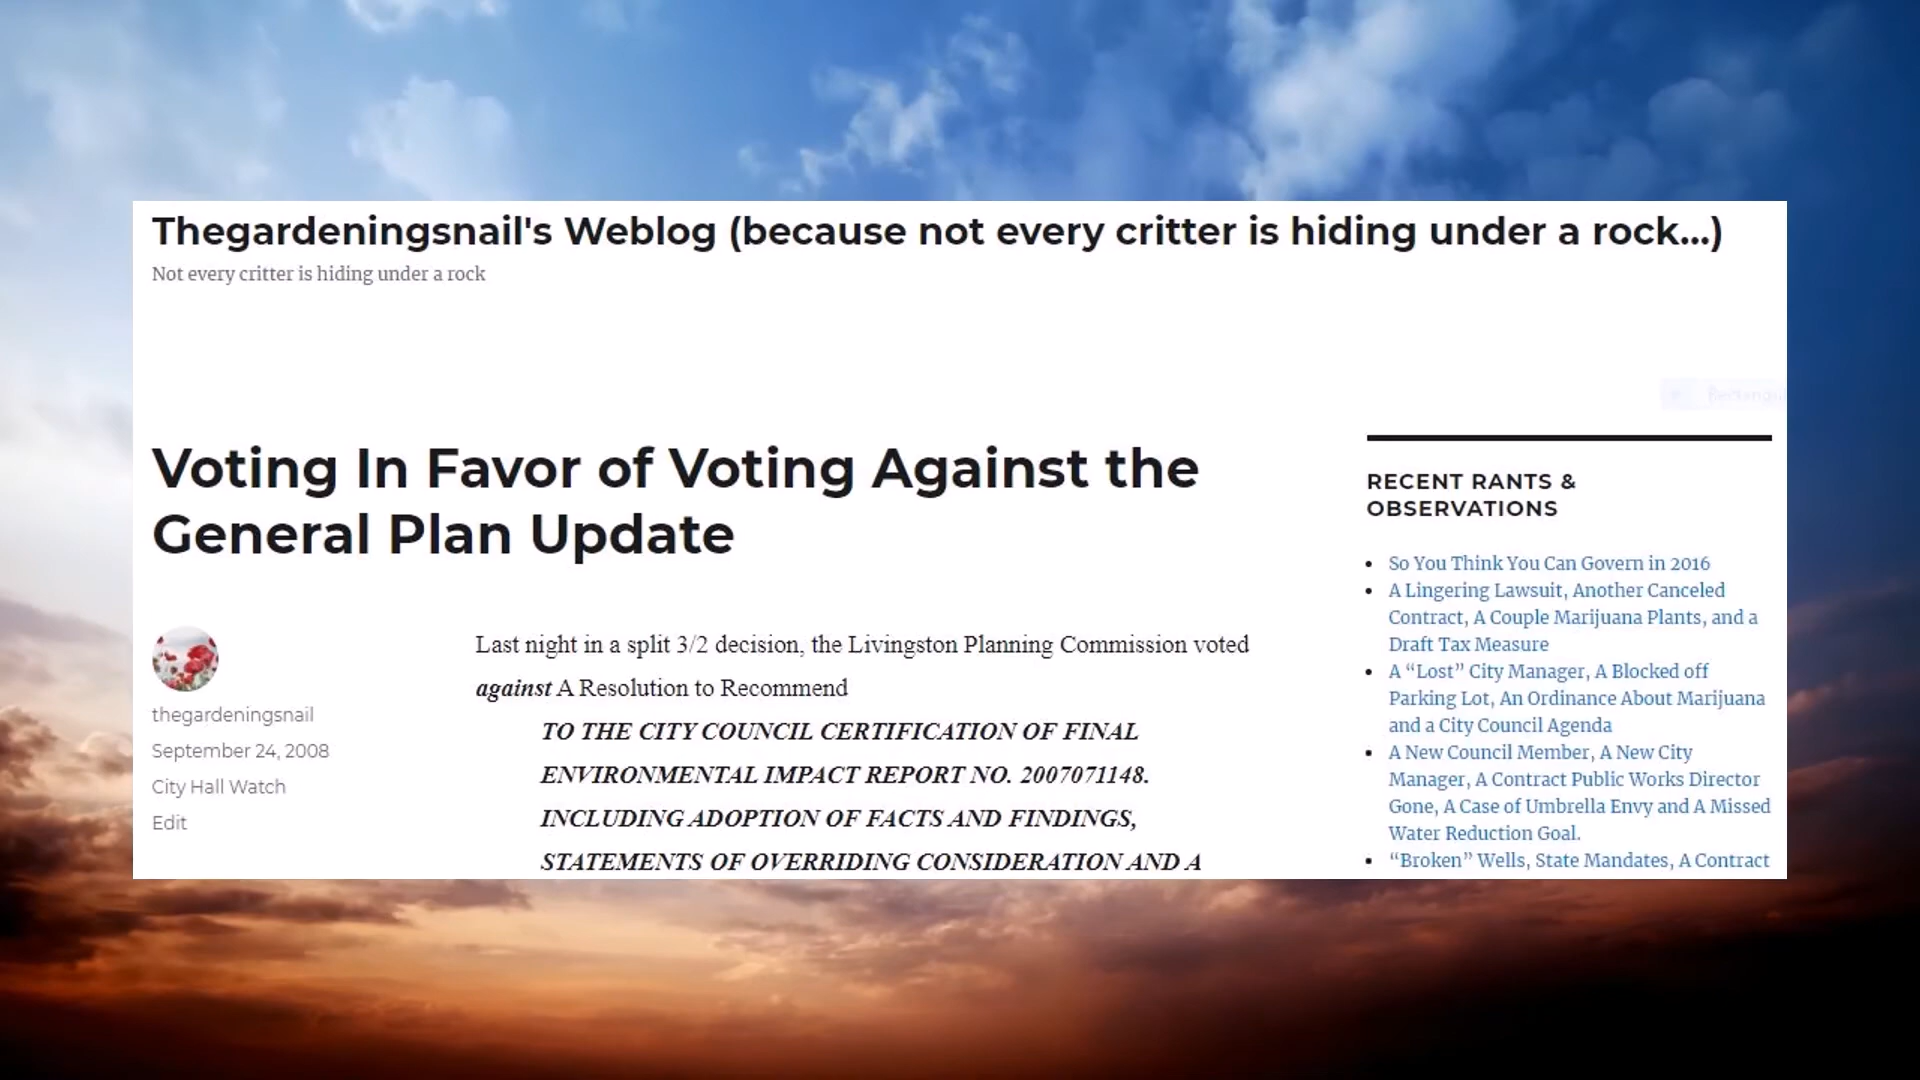 Thegardeningsnail's Weblog (because not every critter is hiding under a rock...)
Not every critter is hiding under a rock
Voting In Favor of Voting Against the
General Plan Update
thegardeningsnail
September 24, 2008
City Hall Watch
Edit
Last night in a split 3/2 decision, the Livingston Planning Commission voted
against A Resolution to Recommend
TO THE CITY COUNCIL CERTIFICATION OF FINAL
ENVIRONMENTAL IMPACT REPORT NO. 2007071148.
INCLUDING ADOPTION OF FACTS AND FINDINGS,
STATEMENTS OF OVERRIDING CONSIDERATION AND A
RECENT RANTS &
OBSERVATIONS
So You Think You Can Govern in 2016
A Lingering Lawsuit, Another Canceled
Contract, A Couple Marijuana Plants, and a
Draft Tax Measure
A “Lost” City Manager, A Blocked off
Parking Lot, An Ordinance About Marijuana
and a City Council Agenda
A New Council Member, A New City
Manager, A Contract Public Works Director
Gone, A Case of Umbrella Envy and A Missed
Water Reduction Goal.
“Broken” Wells, State Mandates, A Contract